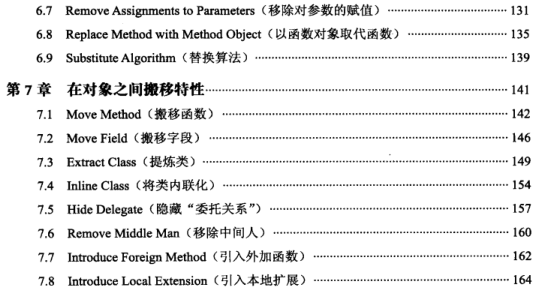 6.7 Remove Assignments to Parameters（移除对参数的赋值） 131
6.8 Replace Method with Method Object（以函数对象取代函数） 135
6.9 Substitute Algorithm（替换算法） 139
第 7 章 在对象之间搬移特性 141
7.1 Move Method（搬移函数） 142
7.2 Move Field（搬移字段） 146
7.3 Extract Class（提炼类） 149
7.4 Inline Class（将类内联化） 154
7.5 Hide Delegate（隐藏“委托关系”） 157
7.6 Remove Middle Man（移除中间人） 160
7.7 Introduce Foreign Method（引入外加函数） 162
7.8 Introduce Local Extension（引入本地扩展） 164